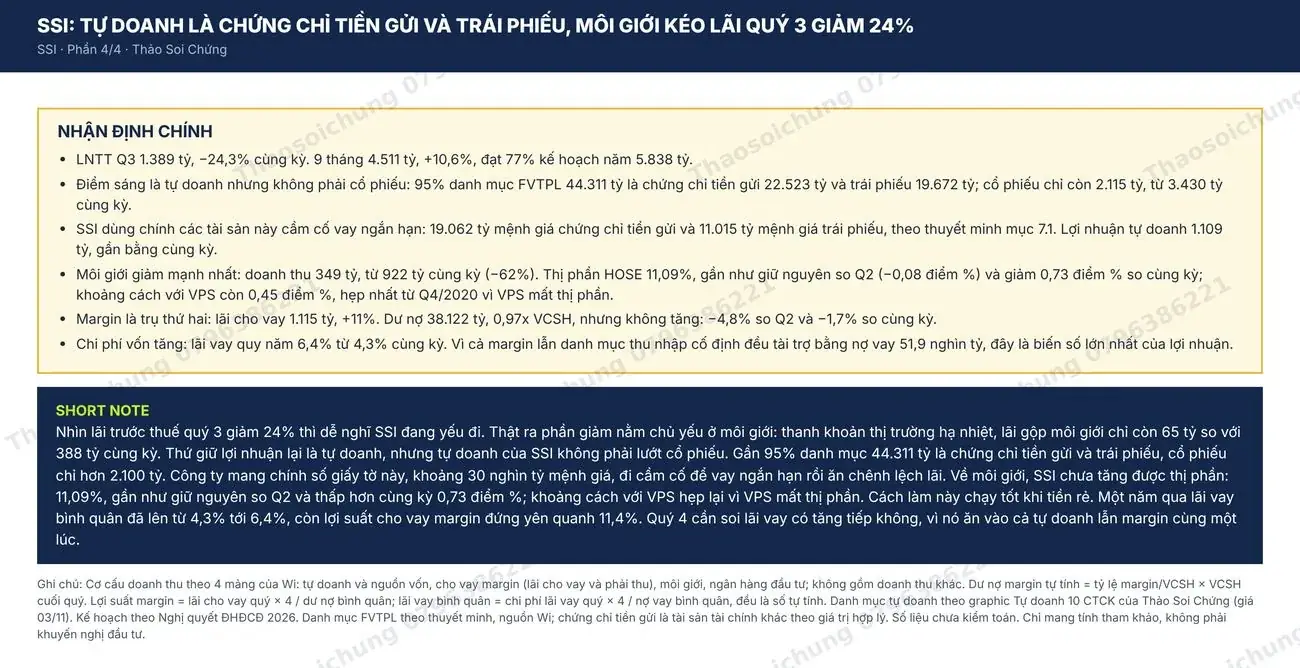 SSI: TỰ DOANH LÀ CHỨNG CHỈ TIỀN GỬI VÀ TRÁI PHIẾU, MÔI GIỚI KÉO LÃI QUÝ 3 GIẢM 24%
SSI · Phần 4/4 · Thảo Soi Chứng
NHẬN ĐỊNH CHÍNH
• LNTT Q3 1.389 tỷ, −24,3% cùng kỳ. 9 tháng 4.511 tỷ, +10,6%, đạt 77% kế hoạch năm 5.838 tỷ.
• Điểm sáng là tự doanh nhưng không phải cổ phiếu: 95% danh mục FVTPL 44.311 tỷ là chứng chỉ tiền gửi 22.523 tỷ và trái phiếu 19.672 tỷ; cổ phiếu chỉ còn 2.115 tỷ, từ 3.430 tỷ
cùng kỳ.
• SSI dùng chính các tài sản này cầm cố vay ngắn hạn: 19.062 tỷ mệnh giá chứng chỉ tiền gửi và 11.015 tỷ mệnh giá trái phiếu, theo thuyết minh mục 7.1. Lợi nhuận tự doanh 1.109
tỷ, gần bằng cùng kỳ.
• Môi giới giảm mạnh nhất: doanh thu 349 tỷ, từ 922 tỷ cùng kỳ (−62%). Thị phần HOSE 11,09%, gần như giữ nguyên so Q2 (−0,08 điểm %) và giảm 0,73 điểm % so cùng kỳ;
khoảng cách với VPS còn 0,45 điểm %, hẹp nhất từ Q4/2020 vì VPS mất thị phần.
• Margin là trụ thứ hai: lãi cho vay 1.115 tỷ, +11%. Dư nợ 38.122 tỷ, 0,97x VCSH, nhưng không tăng: −4,8% so Q2 và −1,7% so cùng kỳ.
• Chi phí vốn tăng: lãi vay quy năm 6,4% từ 4,3% cùng kỳ. Vì cả margin lẫn danh mục thu nhập cố định đều tài trợ bằng nợ vay 51,9 nghìn tỷ, đây là biến số lớn nhất của lợi nhuận.
SHORT NOTE
Nhìn lãi trước thuế quý 3 giảm 24% thì dễ nghĩ SSI đang yếu đi. Thật ra phần giảm nằm chủ yếu ở môi giới: thanh khoản thị trường hạ nhiệt, lãi gộp môi giới chỉ còn 65 tỷ so với
388 tỷ cùng kỳ. Thứ giữ lợi nhuận lại là tự doanh, nhưng tự doanh của SSI không phải lướt cổ phiếu. Gần 95% danh mục 44.311 tỷ là chứng chỉ tiền gửi và trái phiếu, cổ phiếu
chỉ hơn 2.100 tỷ. Công ty mang chính số giấy tờ này, khoảng 30 nghìn tỷ mệnh giá, đi cầm cố để vay ngắn hạn rồi ăn chênh lệch lãi. Về môi giới, SSI chưa tăng được thị phần:
11,09%, gần như giữ nguyên so Q2 và thấp hơn cùng kỳ 0,73 điểm %; khoảng cách với VPS hẹp lại vì VPS mất thị phần. Cách làm này chạy tốt khi tiền rẻ. Một năm qua lãi vay
bình quân đã lên từ 4,3% tới 6,4%, còn lợi suất cho vay margin đứng yên quanh 11,4%. Quý 4 cần soi lãi vay có tăng tiếp không, vì nó ăn vào cả tự doanh lẫn margin cùng một
lúc.
Ghi chú: Cơ cấu doanh thu theo 4 mảng của Wi: tự doanh và nguồn vốn, cho vay margin (lãi cho vay và phải thu), môi giới, ngân hàng đầu tư; không gồm doanh thu khác. Dư nợ margin tự tính = tỷ lệ margin/VCSH × VCSH
cuối quý. Lợi suất margin = lãi cho vay quý × 4 / dư nợ bình quân; lãi vay bình quân = chi phí lãi vay quý × 4 / nợ vay bình quân, đều là số tự tính. Danh mục tự doanh theo graphic Tự doanh 10 CTCK của Thảo Soi Chứng (giá
03/11). Kế hoạch theo Nghị quyết ĐHĐCĐ 2026. Danh mục FVTPL theo thuyết minh, nguồn Wi; chứng chỉ tiền gửi là tài sản tài chính khác theo giá trị hợp lý. Số liệu chưa kiểm toán. Chỉ mang tính tham khảo, không phải
khuyến nghị đầu tư.
Thaosoichung 0796386221